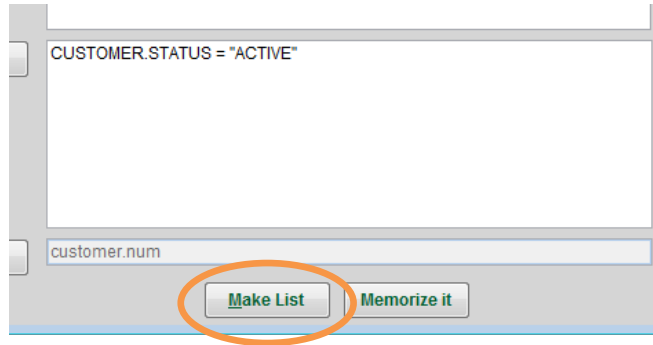 CUSTOMER.STATUS = "ACTIVE"
customer.num
Make List Memorize it